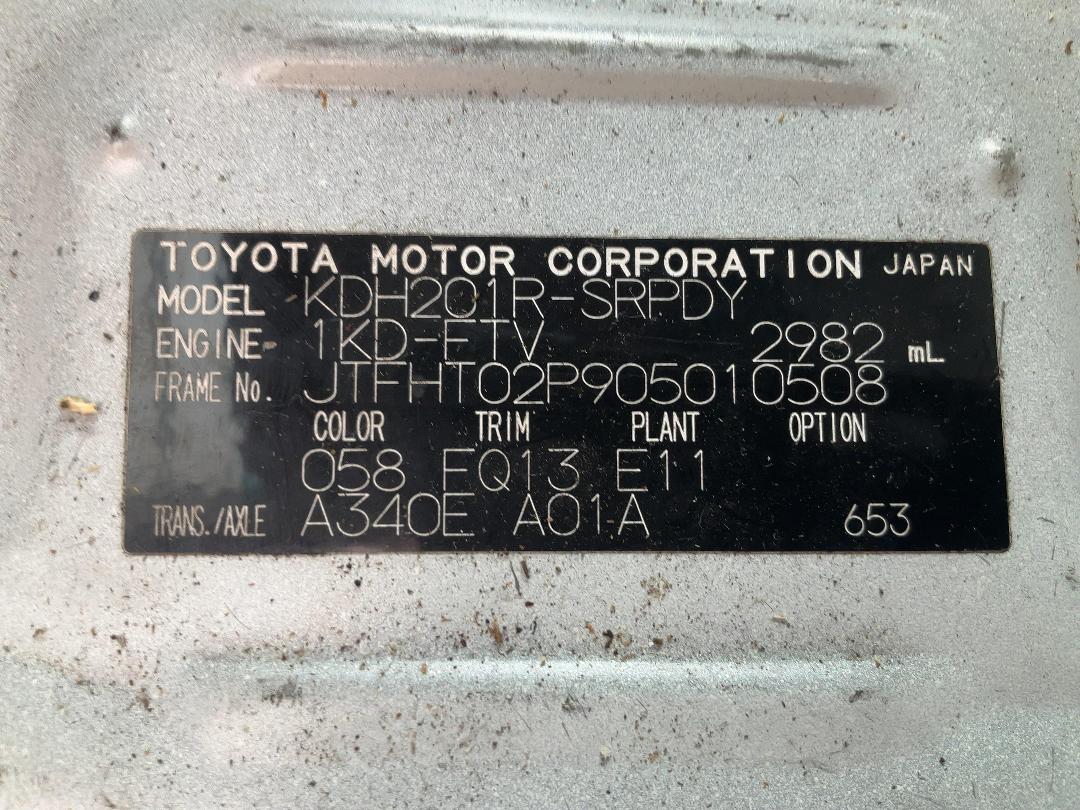 TOYOTA MOTOR CORPORATION JAPAN
MODEL KDH201R-SRPDY
ENGINE 1KD-FTV 2982 mL
FRAME No. JTFHT02P905010508
COLOR TRIM PLANT OPTION
058 FQ13 E11
TRANS./AXLE A340E A01A 653